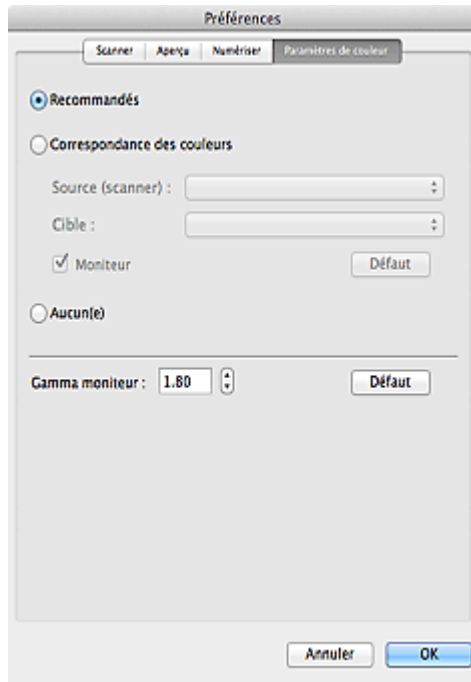 Préférences
Scanner Aperçu Numériser Paramètres de couleur
Recommandés
Correspondance des couleurs
Source (scanner) :
Cible :
Moniteur Défaut
Aucun(e)
Gamma moniteur : 1.80 Défaut
Annuler OK